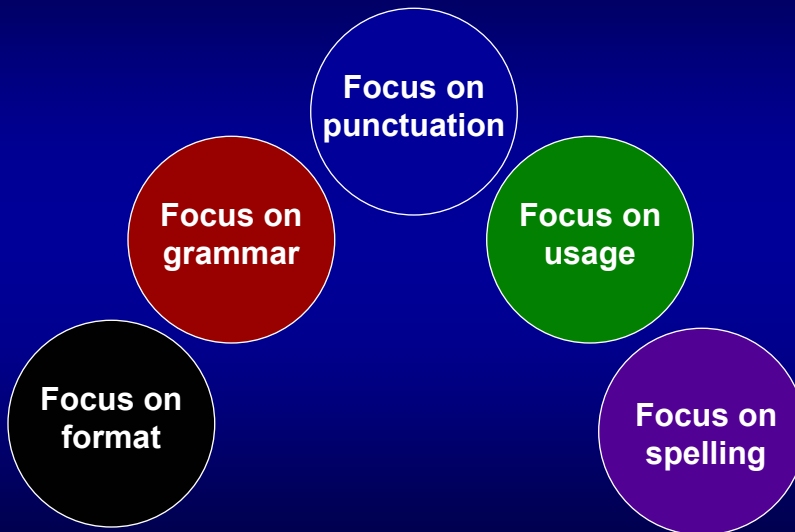 Focus on
format
Focus on
grammar
Focus on
punctuation
Focus on
usage
Focus on
spelling